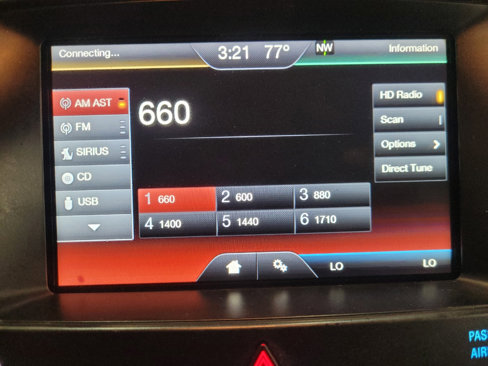 Connecting... 3:21 77° NW Information
AM AST
FM
SIRIUS
CD
USB
660
HD Radio
Scan
Options
Direct Tune
1 660 2 600 3 880
4 1400 5 1440 6 1710
LO LO
PAS
AIR